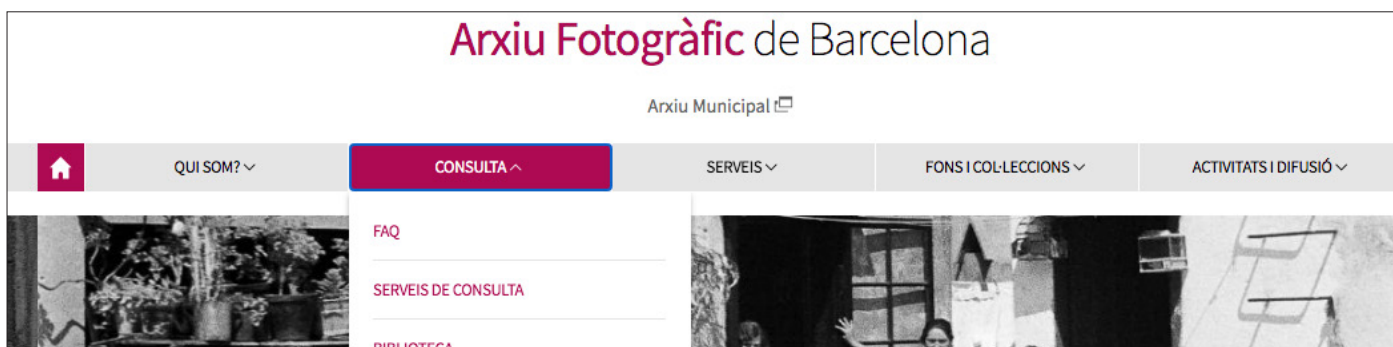 Arxiu Fotogràfic de Barcelona
Arxiu Municipal
QUI SOM? CONSULTA SERVEIS FONS I COL·LECCIONS ACTIVITATS I DIFUSIÓ
FAQ
SERVEIS DE CONSULTA
BIBLIOTECA